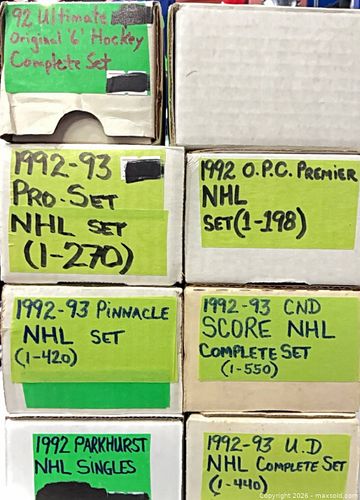 92 Ultimate
Original '6' Hockey
Complete Set
1992-93
PRO-SET
NHL SET
(1-270)
1992 O.P.C. PREMIER
NHL
SET(1-198)
1992-93 PINNACLE
NHL SET
(1-420)
1992-93 CND
SCORE NHL
COMPLETE SET
(1-550)
1992 PARKHURST
NHL SINGLES
1992-93 U.D
NHL COMPLETE SET
(1-440)
Copyright © 2026 - maxsold.com